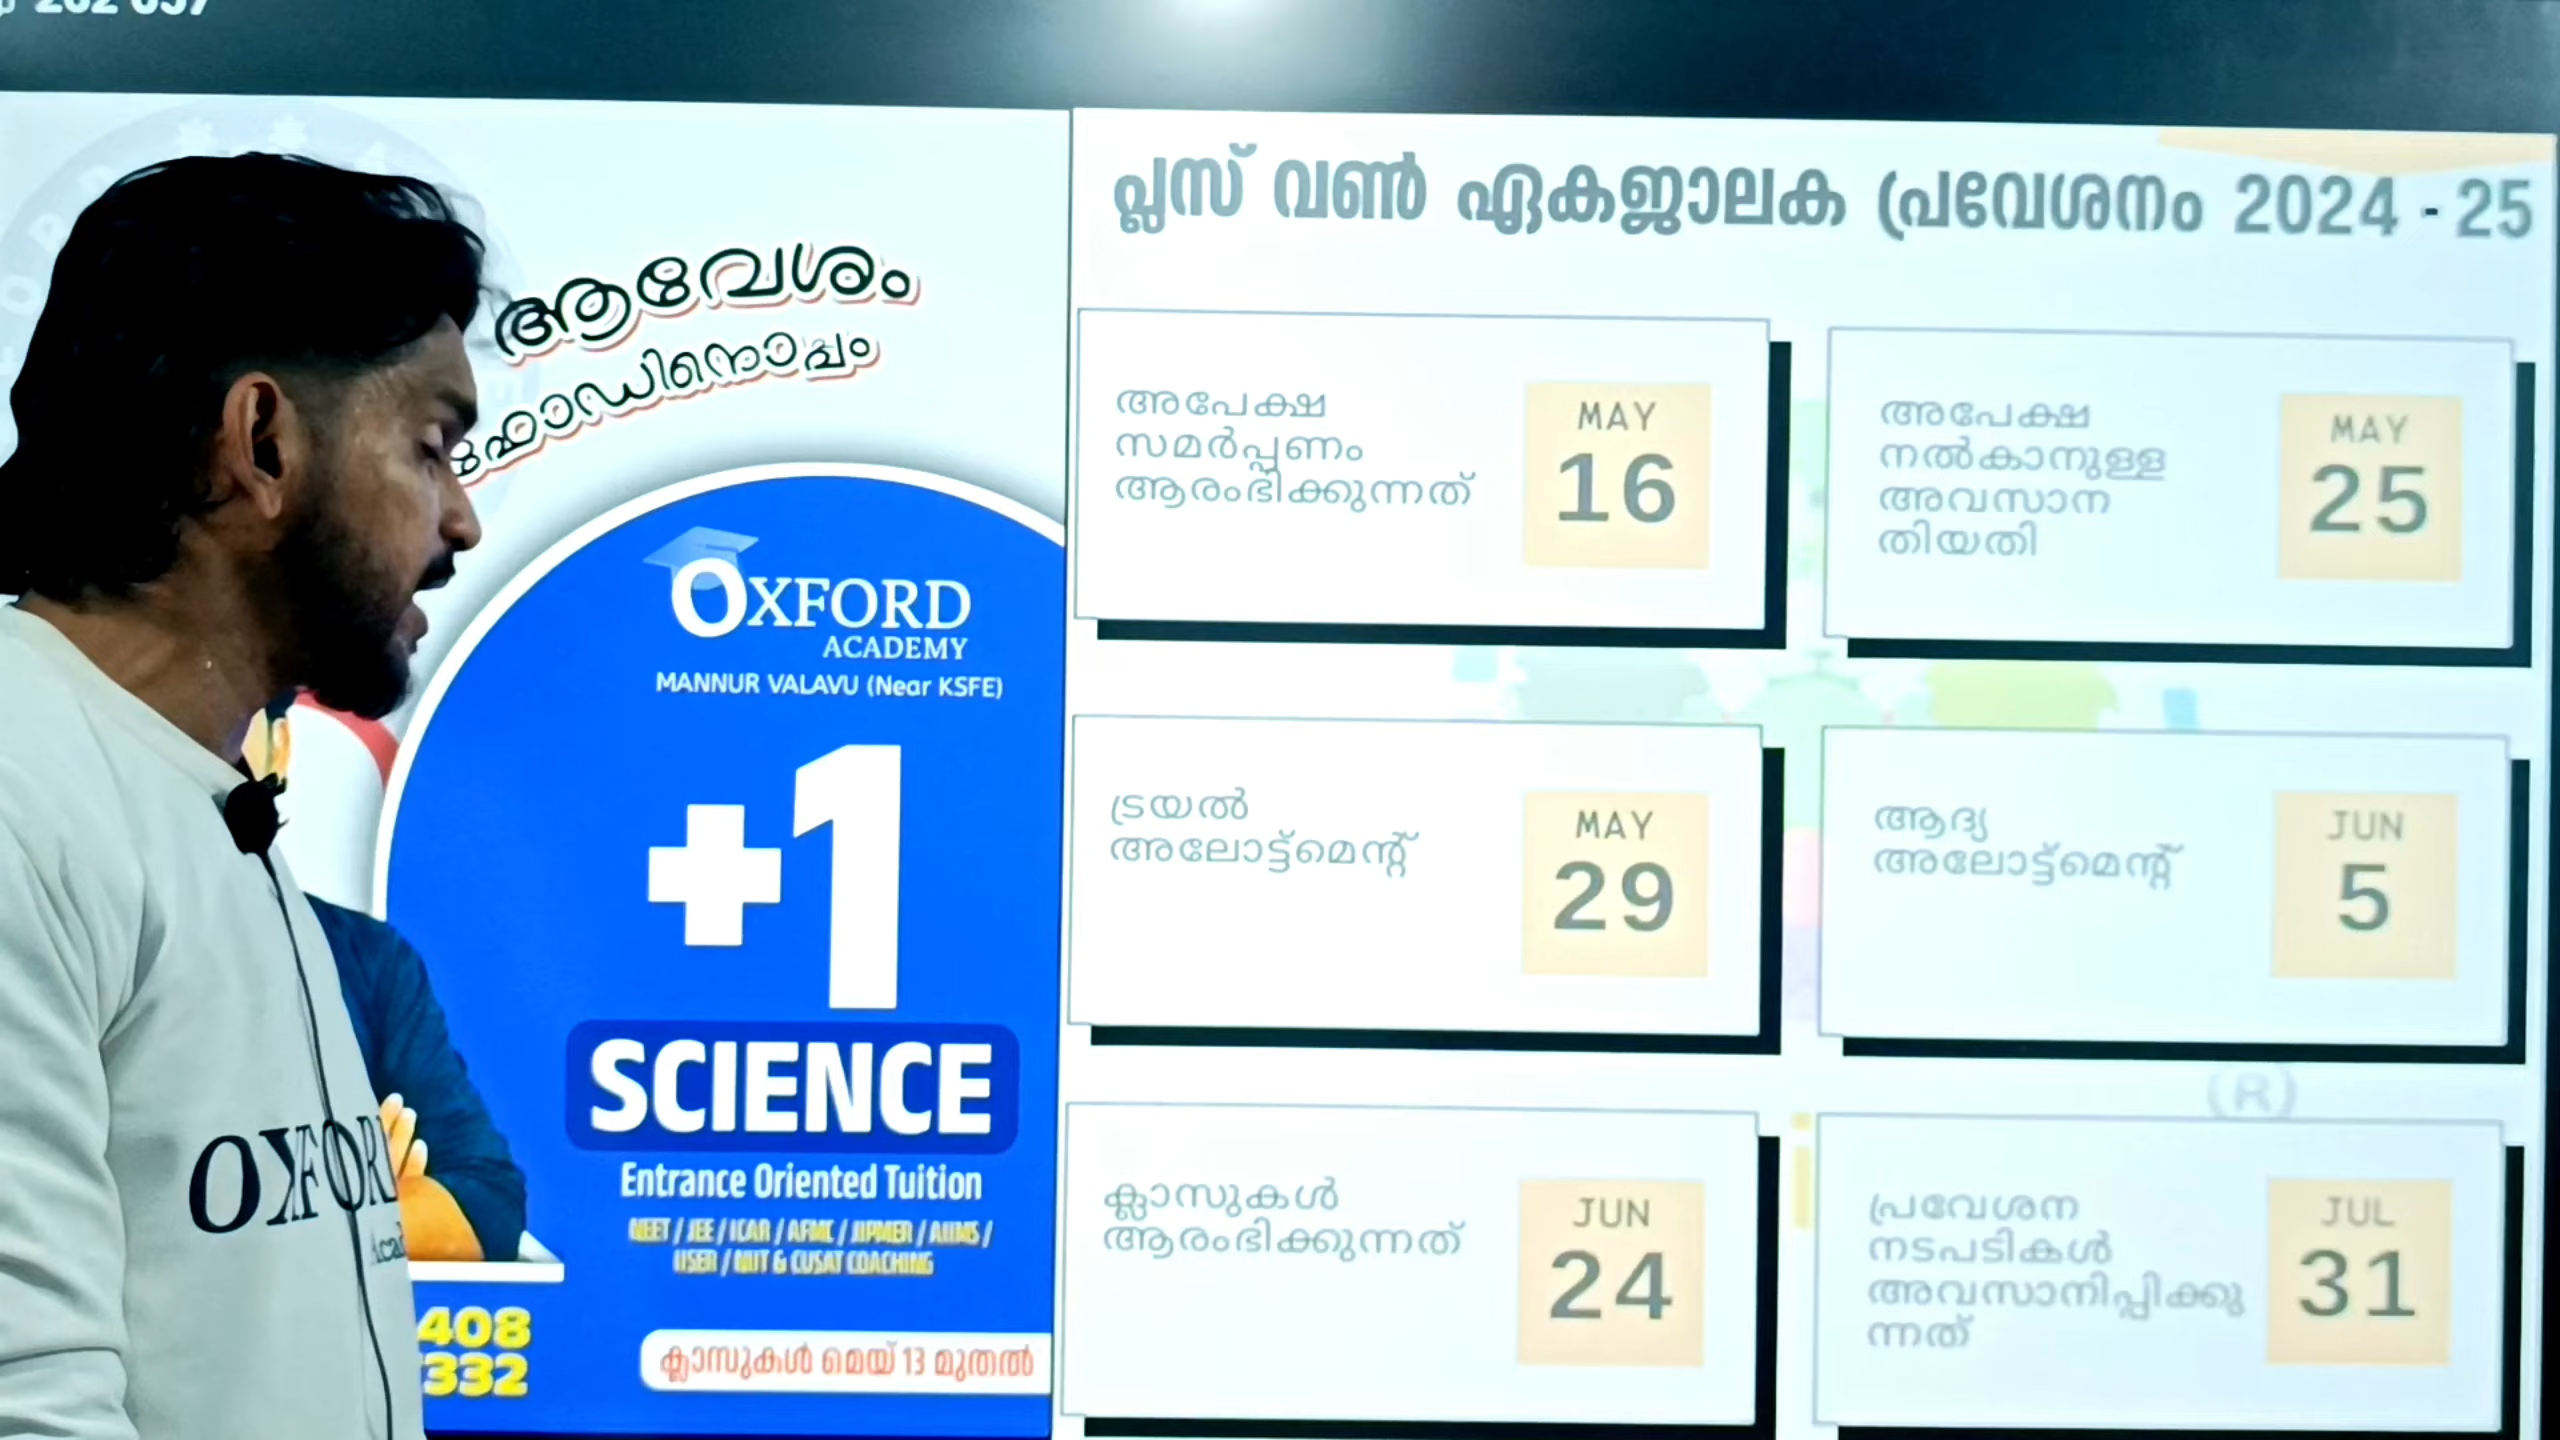 ആവേശം
OXFORD
ACADEMY
MANNUR VALAVU (Near KSFE)
+1
SCIENCE
Entrance Oriented Tuition
NEET / JEE / ICAR / AFMC / JIPMER / AIIMS /
IISER / NIIT & CUSAT COACHING
408
332
ക്ലാസുകൾ മെയ് 13 മുതൽ
OXFORD
പ്ലസ് വൺ ഏകജാലക പ്രവേശനം 2024 - 25
അപേക്ഷ
സമർപ്പണം
ആരംഭിക്കുന്നത്
MAY
16
അപേക്ഷ
നൽകാനുള്ള
അവസാന
തിയതി
MAY
25
ട്രയൽ
അലോട്ട്മെന്റ്
MAY
29
ആദ്യ
അലോട്ട്മെന്റ്
JUN
5
(R)
ക്ലാസുകൾ
ആരംഭിക്കുന്നത്
JUN
24
പ്രവേശന
നടപടികൾ
അവസാനിപ്പിക്കു
ന്നത്
JUL
31